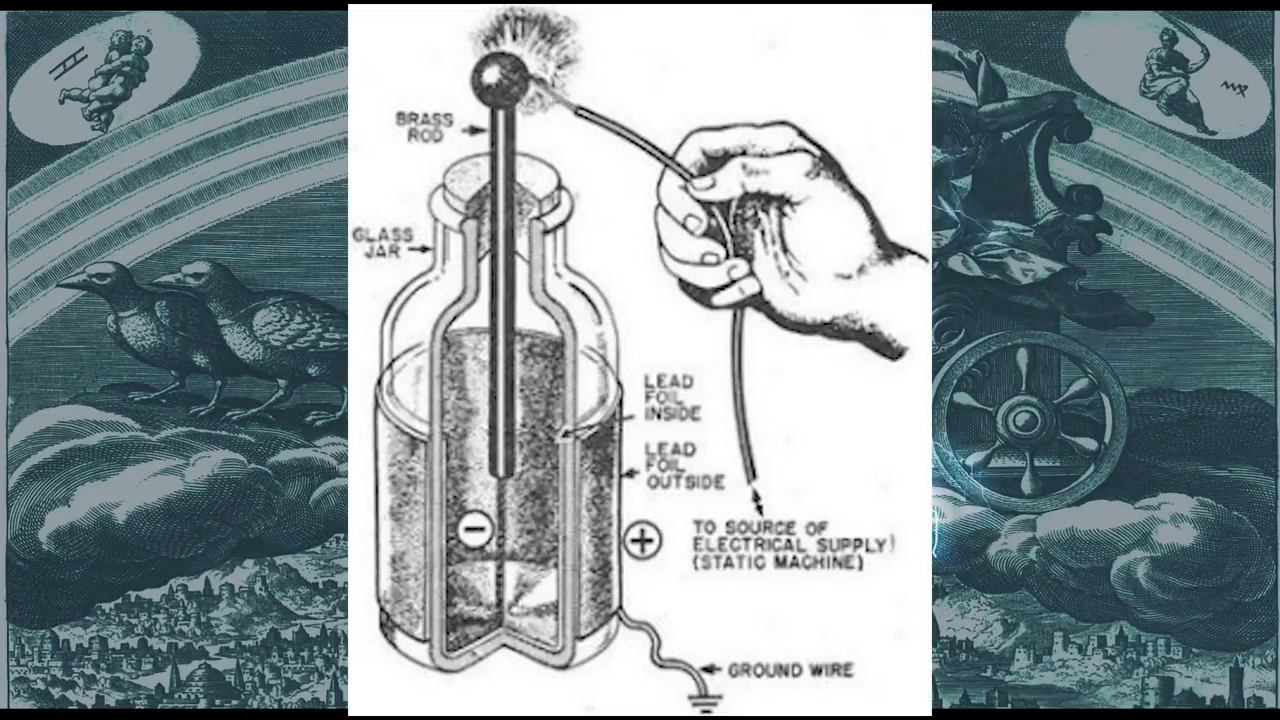 BRASS
ROD
GLASS
JAR
LEAD
FOIL
INSIDE
LEAD
FOIL
OUTSIDE
−
+
TO SOURCE OF
ELECTRICAL SUPPLY)
(STATIC MACHINE)
GROUND WIRE